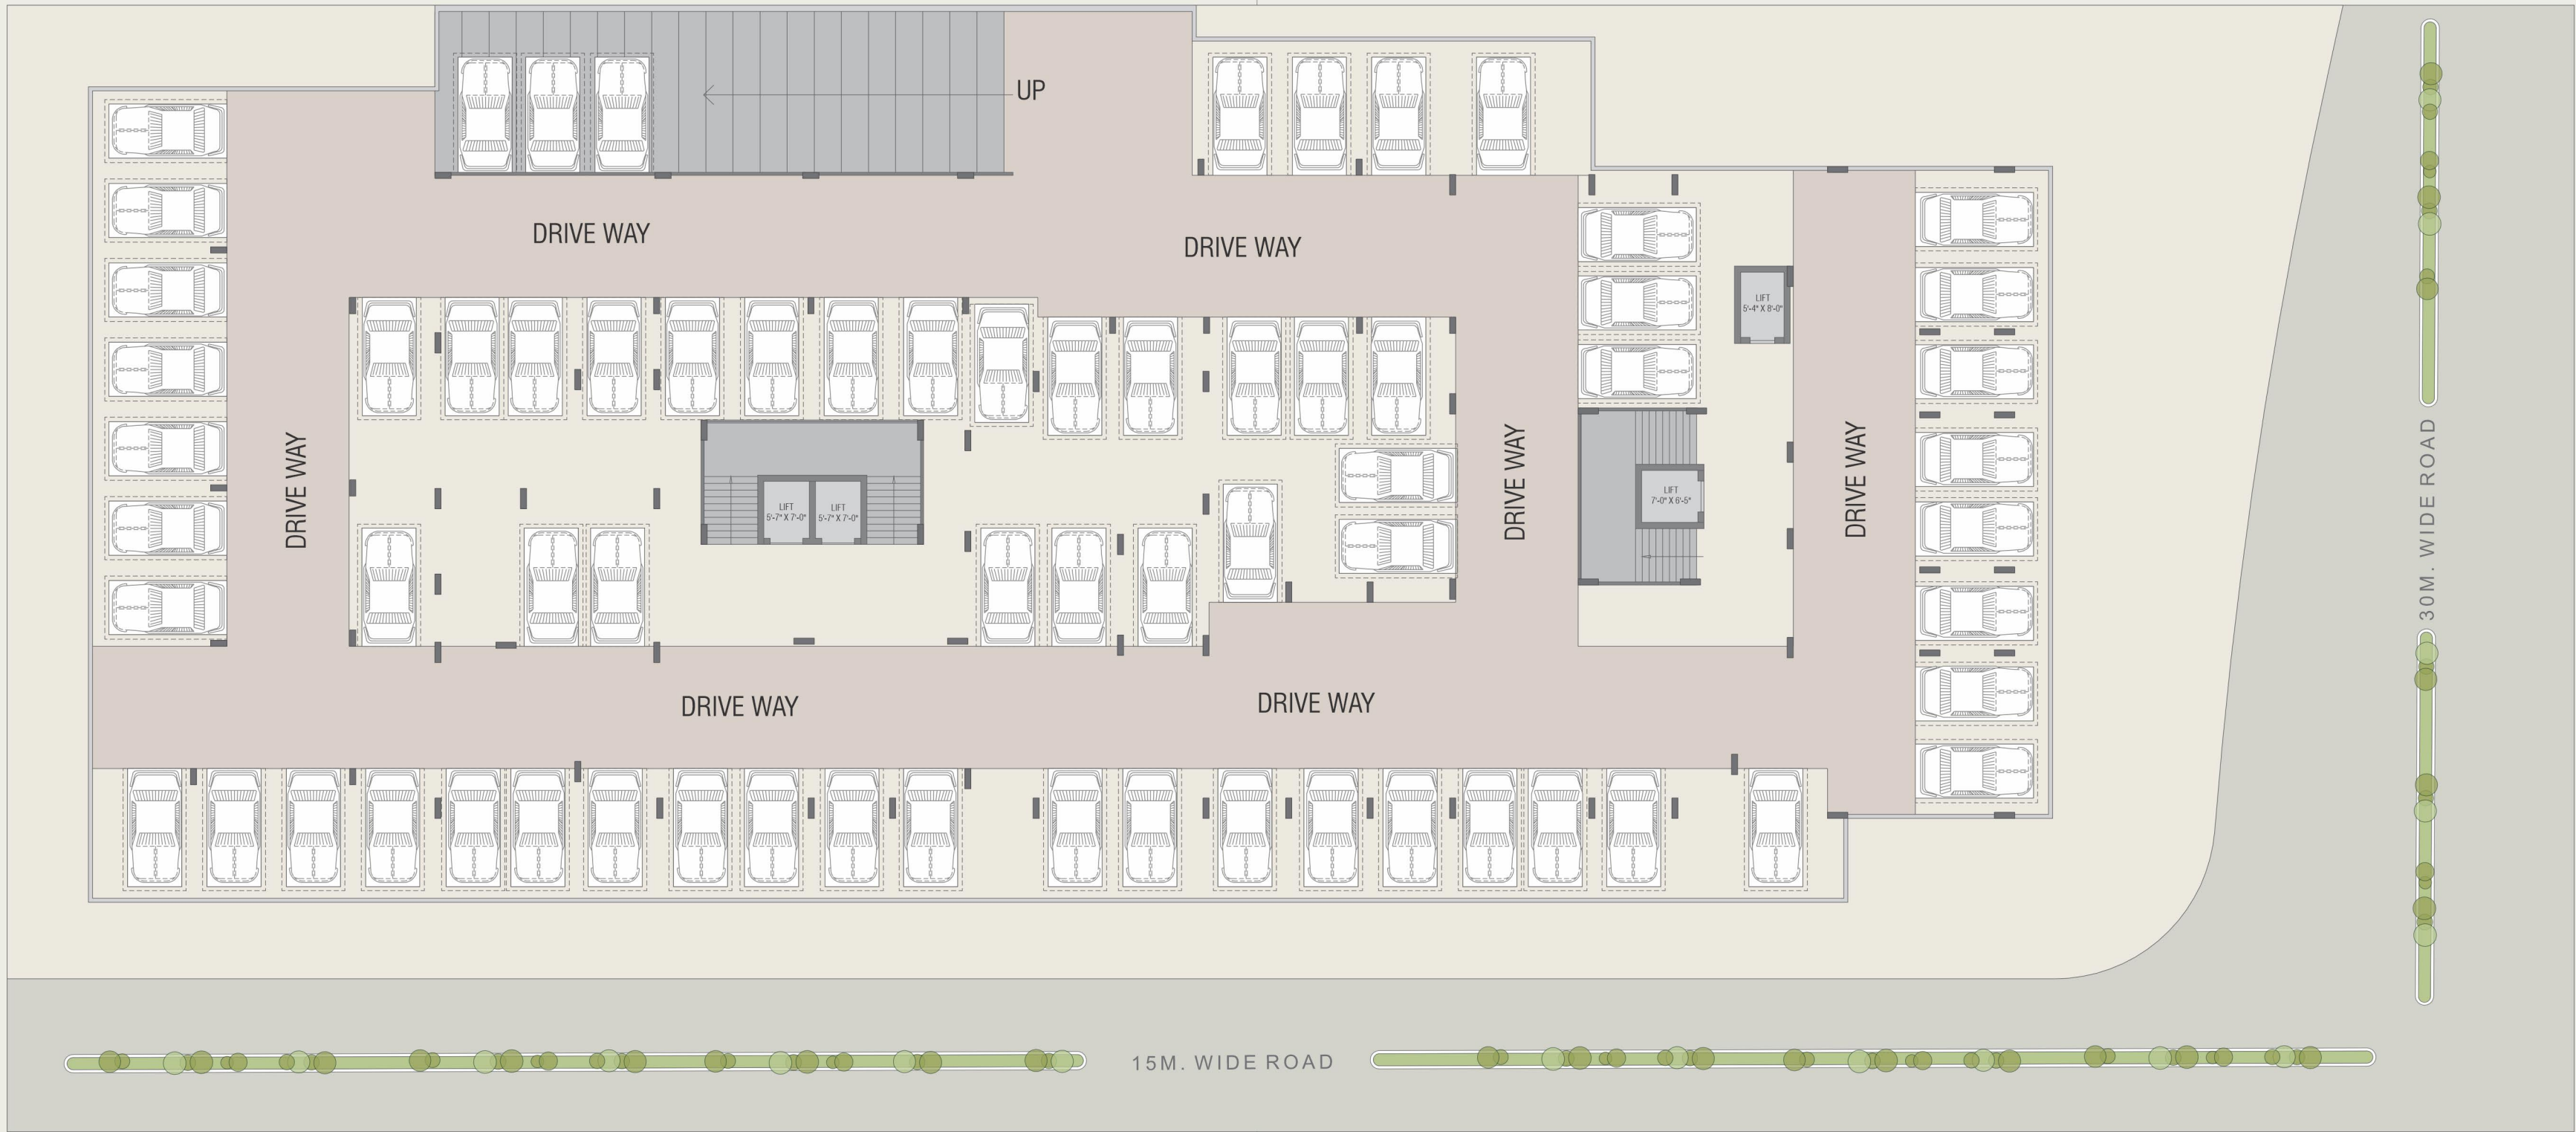 UP
DRIVE WAY
DRIVE WAY
LIFT
5'-4" X 8'-0"
DRIVE WAY
DRIVE WAY
DRIVE WAY
LIFT
5'-7" X 7'-0"
LIFT
5'-7" X 7'-0"
LIFT
7'-0" X 6'-5"
30M. WIDE ROAD
DRIVE WAY
DRIVE WAY
15M. WIDE ROAD